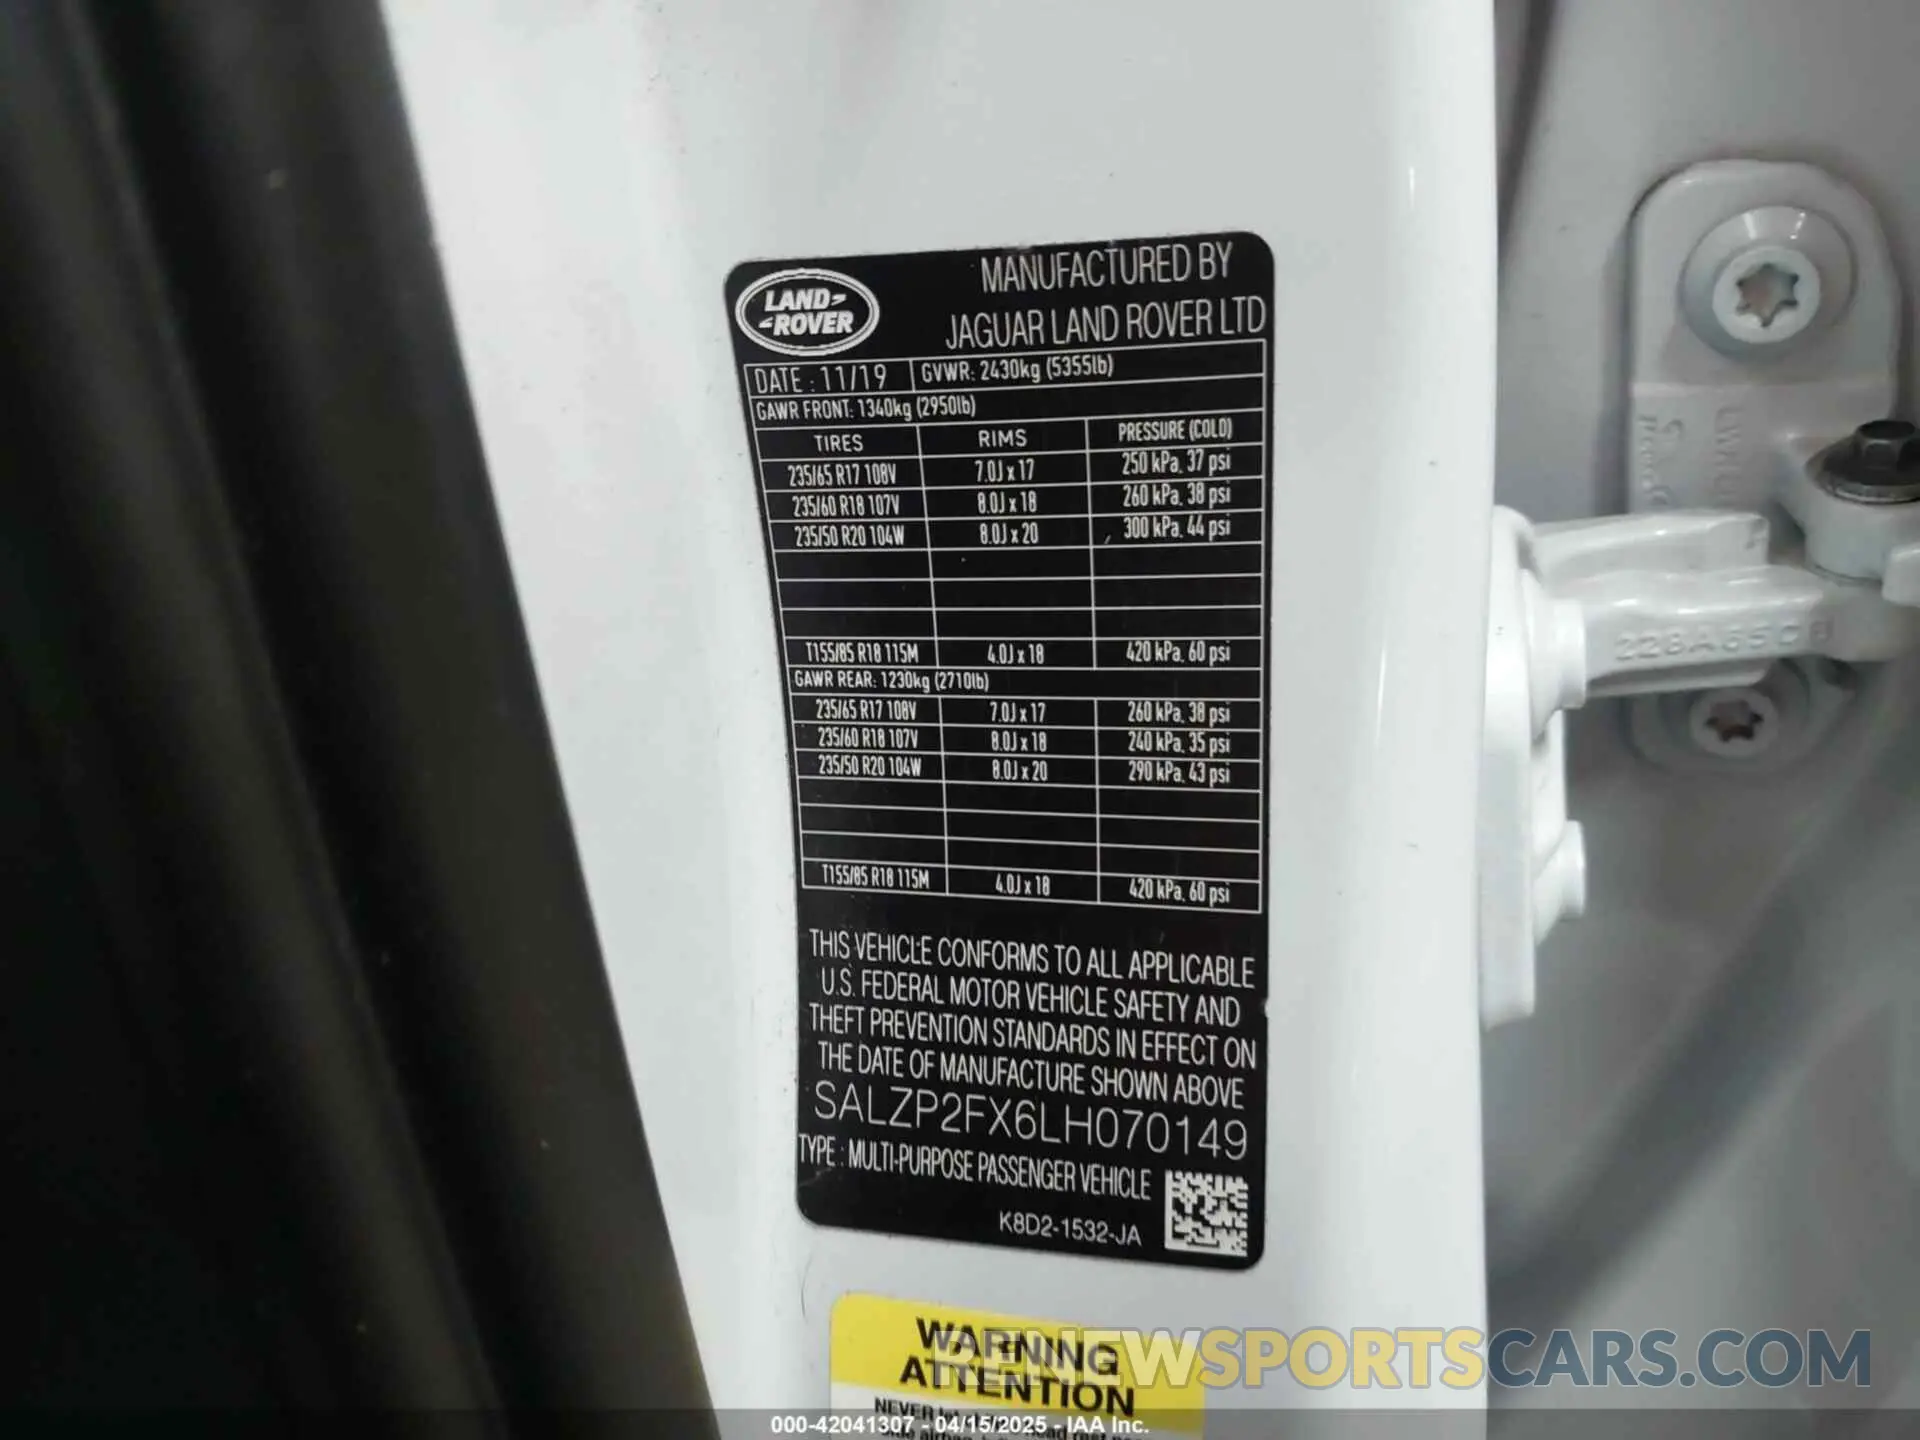 LAND-
-ROVER
MANUFACTURED BY
JAGUAR LAND ROVER LTD
DATE : 11/19 GVWR: 2430kg (5355lb)
GAWR FRONT: 1340kg (2950lb)
TIRES RIMS PRESSURE (COLD)
235/65 R17 108V 7.0J x 17 250 kPa, 37 psi
235/60 R18 107V 8.0J x 18 260 kPa, 38 psi
235/50 R20 104W 8.0J x 20 300 kPa, 44 psi
T155/85 R18 115M 4.0J x 18 420 kPa, 60 psi
GAWR REAR: 1230kg (2710lb)
235/65 R17 108V 7.0J x 17 260 kPa, 38 psi
235/60 R18 107V 8.0J x 18 240 kPa, 35 psi
235/50 R20 104W 8.0J x 20 290 kPa, 43 psi
T155/85 R18 115M 4.0J x 18 420 kPa, 60 psi
THIS VEHICLE CONFORMS TO ALL APPLICABLE
U.S. FEDERAL MOTOR VEHICLE SAFETY AND
THEFT PREVENTION STANDARDS IN EFFECT ON
THE DATE OF MANUFACTURE SHOWN ABOVE
SALZP2FX6LH070149
TYPE : MULTI-PURPOSE PASSENGER VEHICLE
K8D2-1532-JA
WARNING
ATTENTION
NEVER
RENEWSPORTSCARS.COM
000-42041307 - 04/15/2025 - IAA Inc.